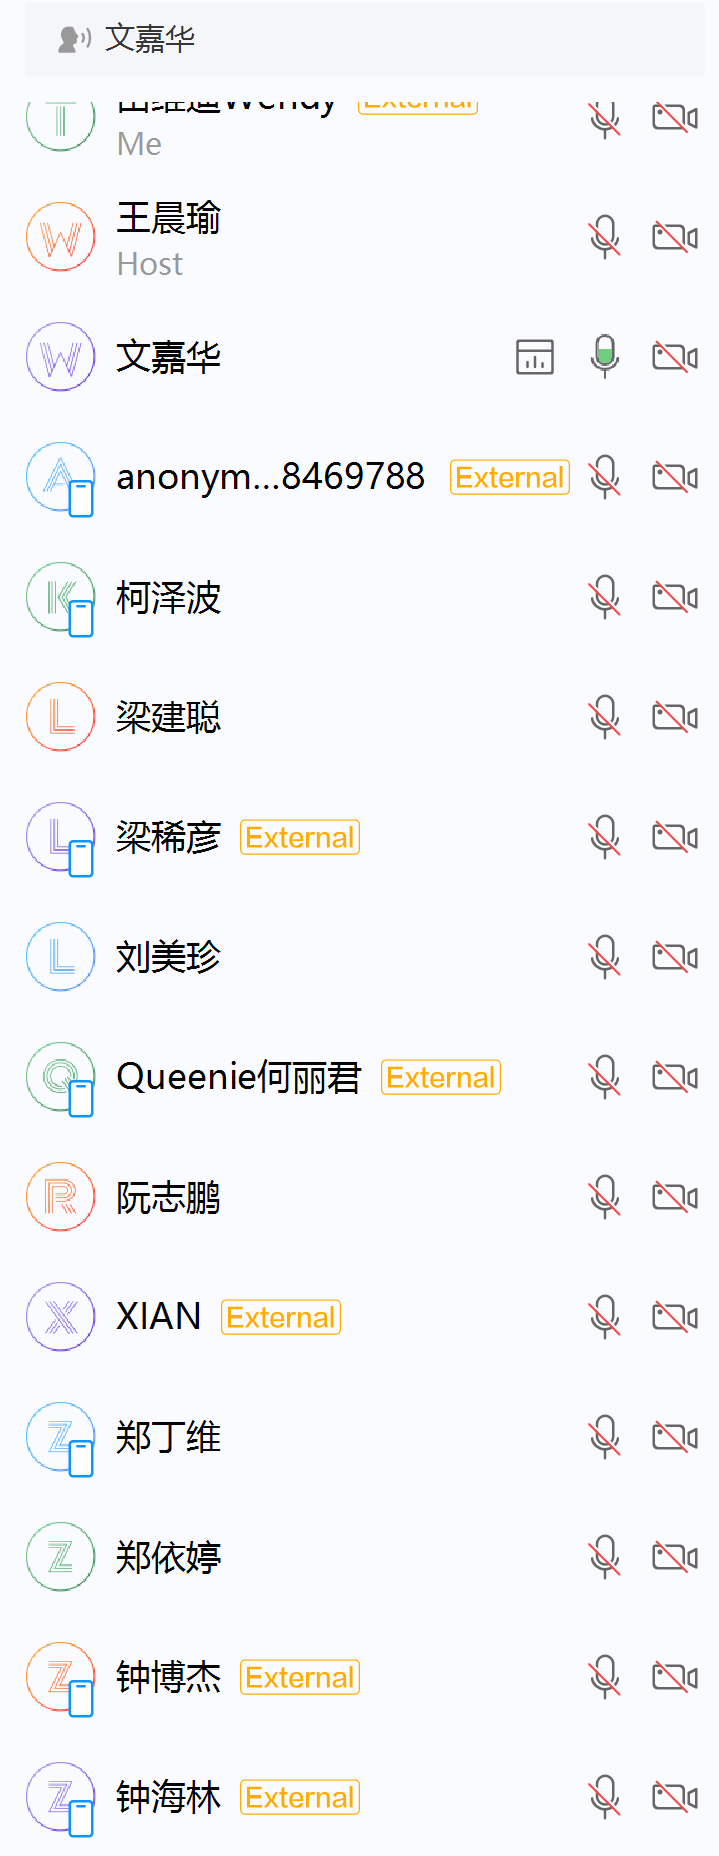 文嘉华
Wendy External
Me
王晨瑜
Host
文嘉华
anonym...8469788 External
柯泽波
梁建聪
梁稀彦 External
刘美珍
Queenie何丽君 External
阮志鹏
XIAN External
郑丁维
郑依婷
钟博杰 External
钟海林 External